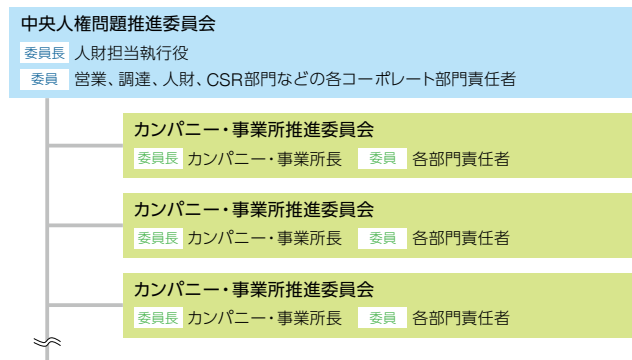 中央人権問題推進委員会
委員長 人財担当執行役
委員 営業、調達、人財、CSR部門などの各コーポレート部門責任者
カンパニー・事業所推進委員会
委員長 カンパニー・事業所長 委員 各部門責任者
カンパニー・事業所推進委員会
委員長 カンパニー・事業所長 委員 各部門責任者
カンパニー・事業所推進委員会
委員長 カンパニー・事業所長 委員 各部門責任者